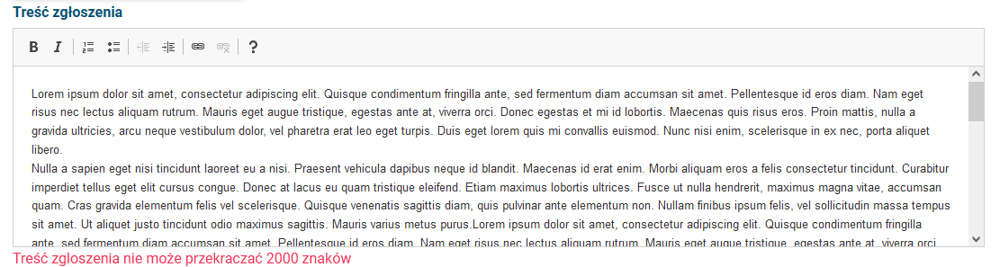 Treść zgłoszenia
B I ?
Lorem ipsum dolor sit amet, consectetur adipiscing elit. Quisque condimentum fringilla ante, sed fermentum diam accumsan sit amet. Pellentesque id eros diam. Nam eget
risus nec lectus aliquam rutrum. Mauris eget augue tristique, egestas ante at, viverra orci. Donec egestas et mi id lobortis. Maecenas quis risus eros. Proin mattis, nulla a
gravida ultricies, arcu neque vestibulum dolor, vel pharetra erat leo eget turpis. Duis eget lorem quis mi convallis euismod. Nunc nisi enim, scelerisque in ex nec, porta aliquet
libero.
Nulla a sapien eget nisi tincidunt laoreet eu a nisi. Praesent vehicula dapibus neque id blandit. Maecenas id erat enim. Morbi aliquam eros a felis consectetur tincidunt. Curabitur
imperdiet tellus eget elit cursus congue. Donec at lacus eu quam tristique eleifend. Etiam maximus lobortis ultrices. Fusce ut nulla hendrerit, maximus magna vitae, accumsan
quam. Cras gravida elementum felis vel scelerisque. Quisque venenatis sagittis diam, quis pulvinar ante elementum non. Nullam finibus ipsum felis, vel sollicitudin massa tempus
sit amet. Ut aliquet justo tincidunt odio maximus sagittis. Mauris varius metus purus.Lorem ipsum dolor sit amet, consectetur adipiscing elit. Quisque condimentum fringilla
ante, sed fermentum diam accumsan sit amet. Pellentesque id eros diam. Nam eget risus nec lectus aliquam rutrum. Mauris eget augue tristique, egestas ante at, viverra orci.
Treść zgloszenia nie może przekraczać 2000 znaków